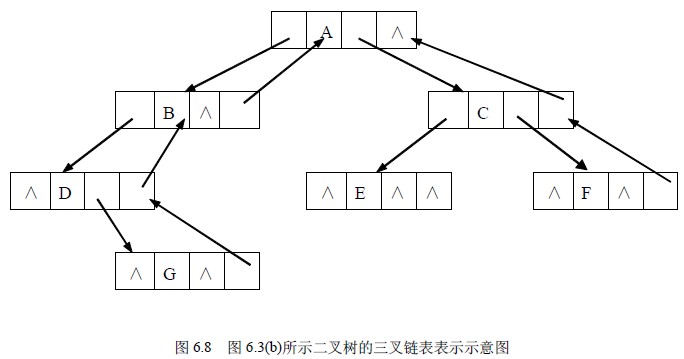 A ∧
B ∧
C
∧ D
∧ E ∧ ∧
∧ F ∧
∧ G ∧
图 6.8 图 6.3(b)所示二叉树的三叉链表表示示意图